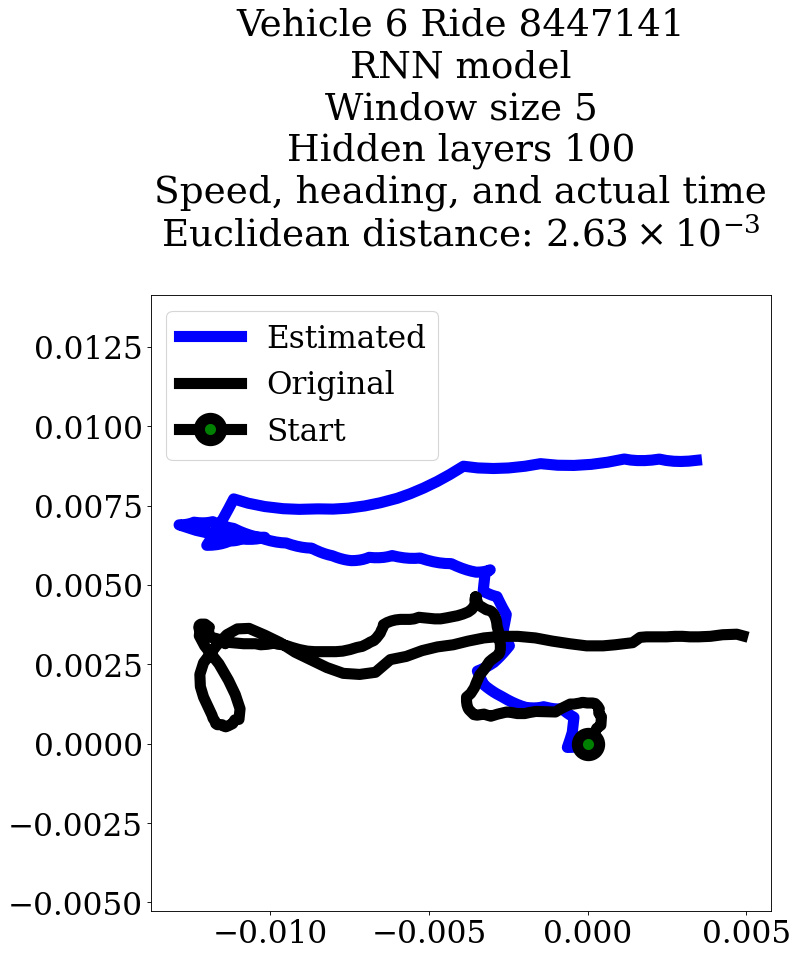 Vehicle 6 Ride 8447141
RNN model
Window size 5
Hidden layers 100
Speed, heading, and actual time
Euclidean distance: 2.63 × 10⁻³
Estimated
Original
Start
0.0125
0.0100
0.0075
0.0050
0.0025
0.0000
−0.0025
−0.0050
−0.010 −0.005 0.000 0.005